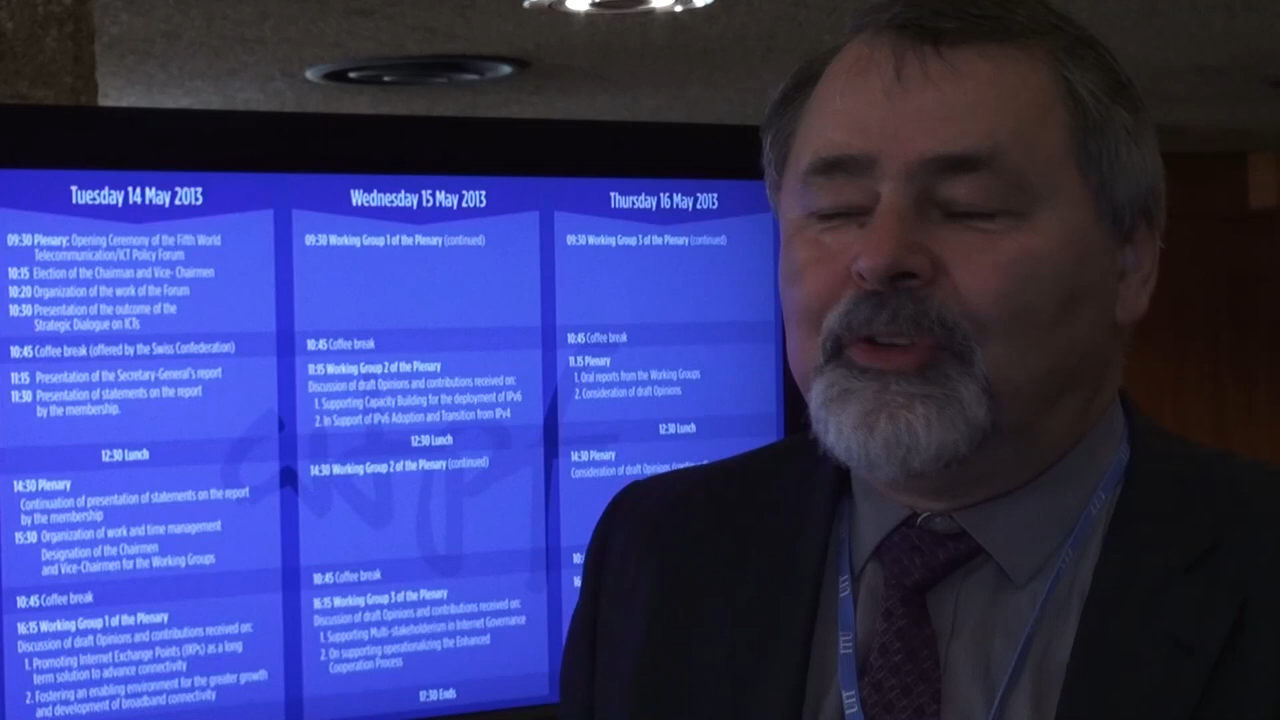 Tuesday 14 May 2013
09:30 Plenary: Opening Ceremony of the Fifth World
Telecommunication/ICT Policy Forum
10:15 Election of the Chairman and Vice- Chairmen
10:20 Organization of the work of the Forum
10:30 Presentation of the outcome of the
Strategic Dialogue on ICTs
10:45 Coffee break (offered by the Swiss Confederation)
11:15 Presentation of the Secretary-General's report
11:30 Presentation of statements on the report
by the membership.
12:30 Lunch
14:30 Plenary
Continuation of presentation of statements on the report
by the membership
15:30 Organization of work and time management
Designation of the Chairmen
and Vice-Chairmen for the Working Groups
10:45 Coffee break
16:15 Working Group 1 of the Plenary
Discussion of draft Opinions and contributions received on:
1. Promoting Internet Exchange Points (IXPs) as a long
term solution to advance connectivity
2. Fostering an enabling environment for the greater growth
and development of broadband connectivity
Wednesday 15 May 2013
09:30 Working Group 1 of the Plenary (continued)
10:45 Coffee break
11:15 Working Group 2 of the Plenary
Discussion of draft Opinions and contributions received on:
1. Supporting Capacity Building for the deployment of IPv6
2. In Support of IPv6 Adoption and Transition from IPv4
12:30 Lunch
14:30 Working Group 2 of the Plenary (continued)
10:45 Coffee break
16:15 Working Group 3 of the Plenary
Discussion of draft Opinions and contributions received on:
1. Supporting Multi-stakeholderism in Internet Governance
2. On supporting operationalizing the Enhanced
Cooperation Process
17:30 Ends
Thursday 16 May 2013
09:30 Working Group 3 of the Plenary (continued)
10:45 Coffee break
11.15 Plenary
1. Oral reports from the Working Groups
2. Consideration of draft Opinions
12:30 Lunch
14:30 Plenary
Consideration of draft Opinions
10:
16:
UIT
ITU
UIT
ITU